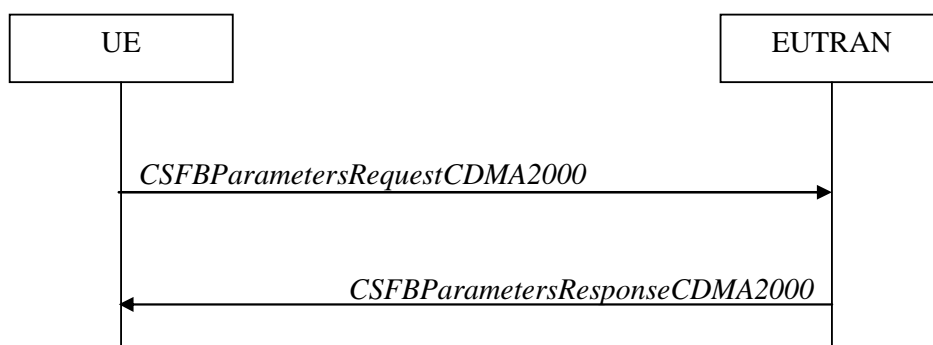 UE
EUTRAN
CSFBParametersRequestCDMA2000
CSFBParametersResponseCDMA2000